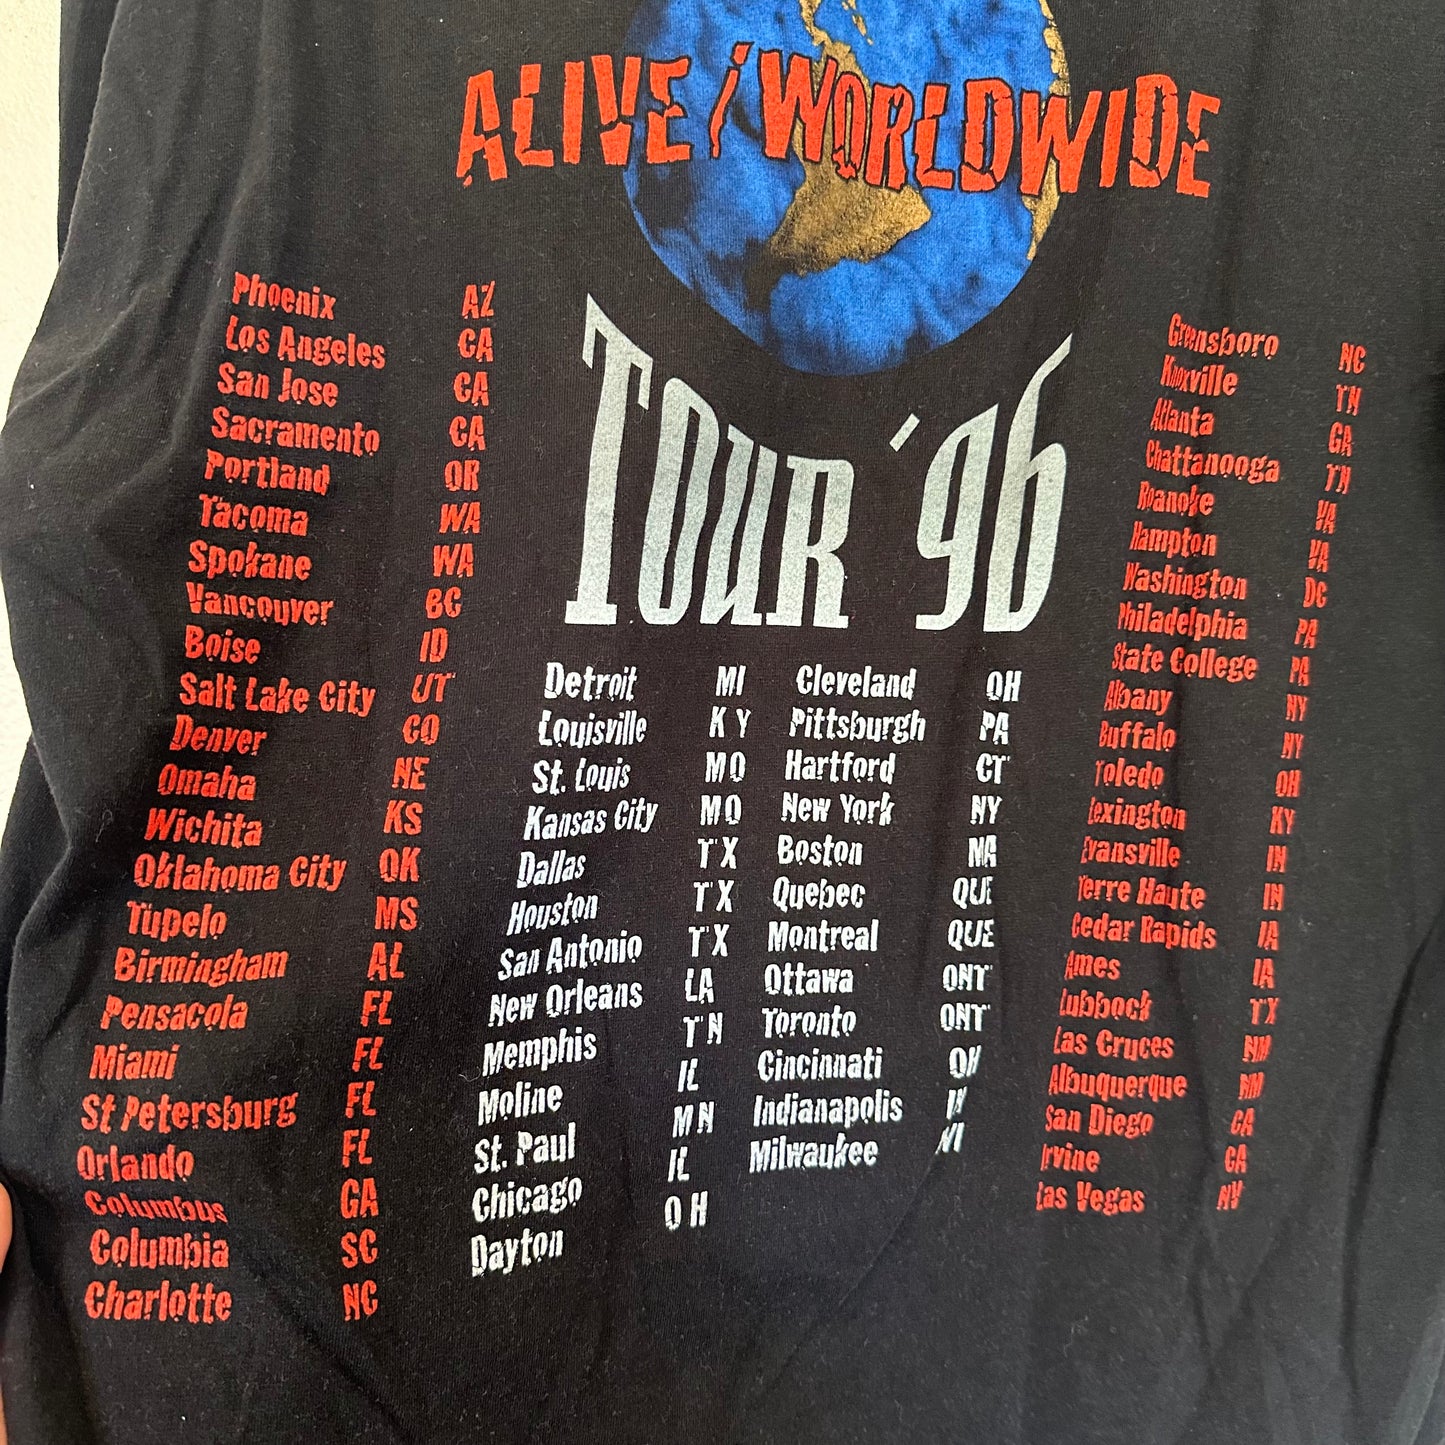 ALIVE/WORLDWIDE
TOUR '96
Phoenix AZ
Los Angeles CA
San Jose CA
Sacramento CA
Portland OR
Tacoma WA
Spokane WA
Vancouver BC
Boise ID
Salt Lake City UT
Denver CO
Omaha NE
Wichita KS
Oklahoma City OK
Tupelo MS
Birmingham AL
Pensacola FL
Miami FL
St Petersburg FL
Orlando FL
Columbus GA
Columbia SC
Charlotte NC
Detroit MI
Louisville KY
St. Louis MO
Kansas City MO
Dallas TX
Houston TX
San Antonio TX
New Orleans LA
Memphis TN
Moline IL
St. Paul MN
Chicago IL
Dayton OH
Cleveland OH
Pittsburgh PA
Hartford CT
New York NY
Boston MA
Quebec QUE
Montreal QUE
Ottawa ONT
Toronto ONT
Cincinnati OH
Indianapolis IN
Milwaukee WI
Greensboro NC
Knoxville TN
Atlanta GA
Chattanooga TN
Roanoke VA
Hampton VA
Washington DC
Philadelphia PA
State College PA
Albany NY
Buffalo NY
Toledo OH
Lexington KY
Evansville IN
Terre Haute IN
Cedar Rapids IA
Ames IA
Lubbock TX
Las Cruces NM
Albuquerque NM
San Diego CA
Irvine CA
Las Vegas NV